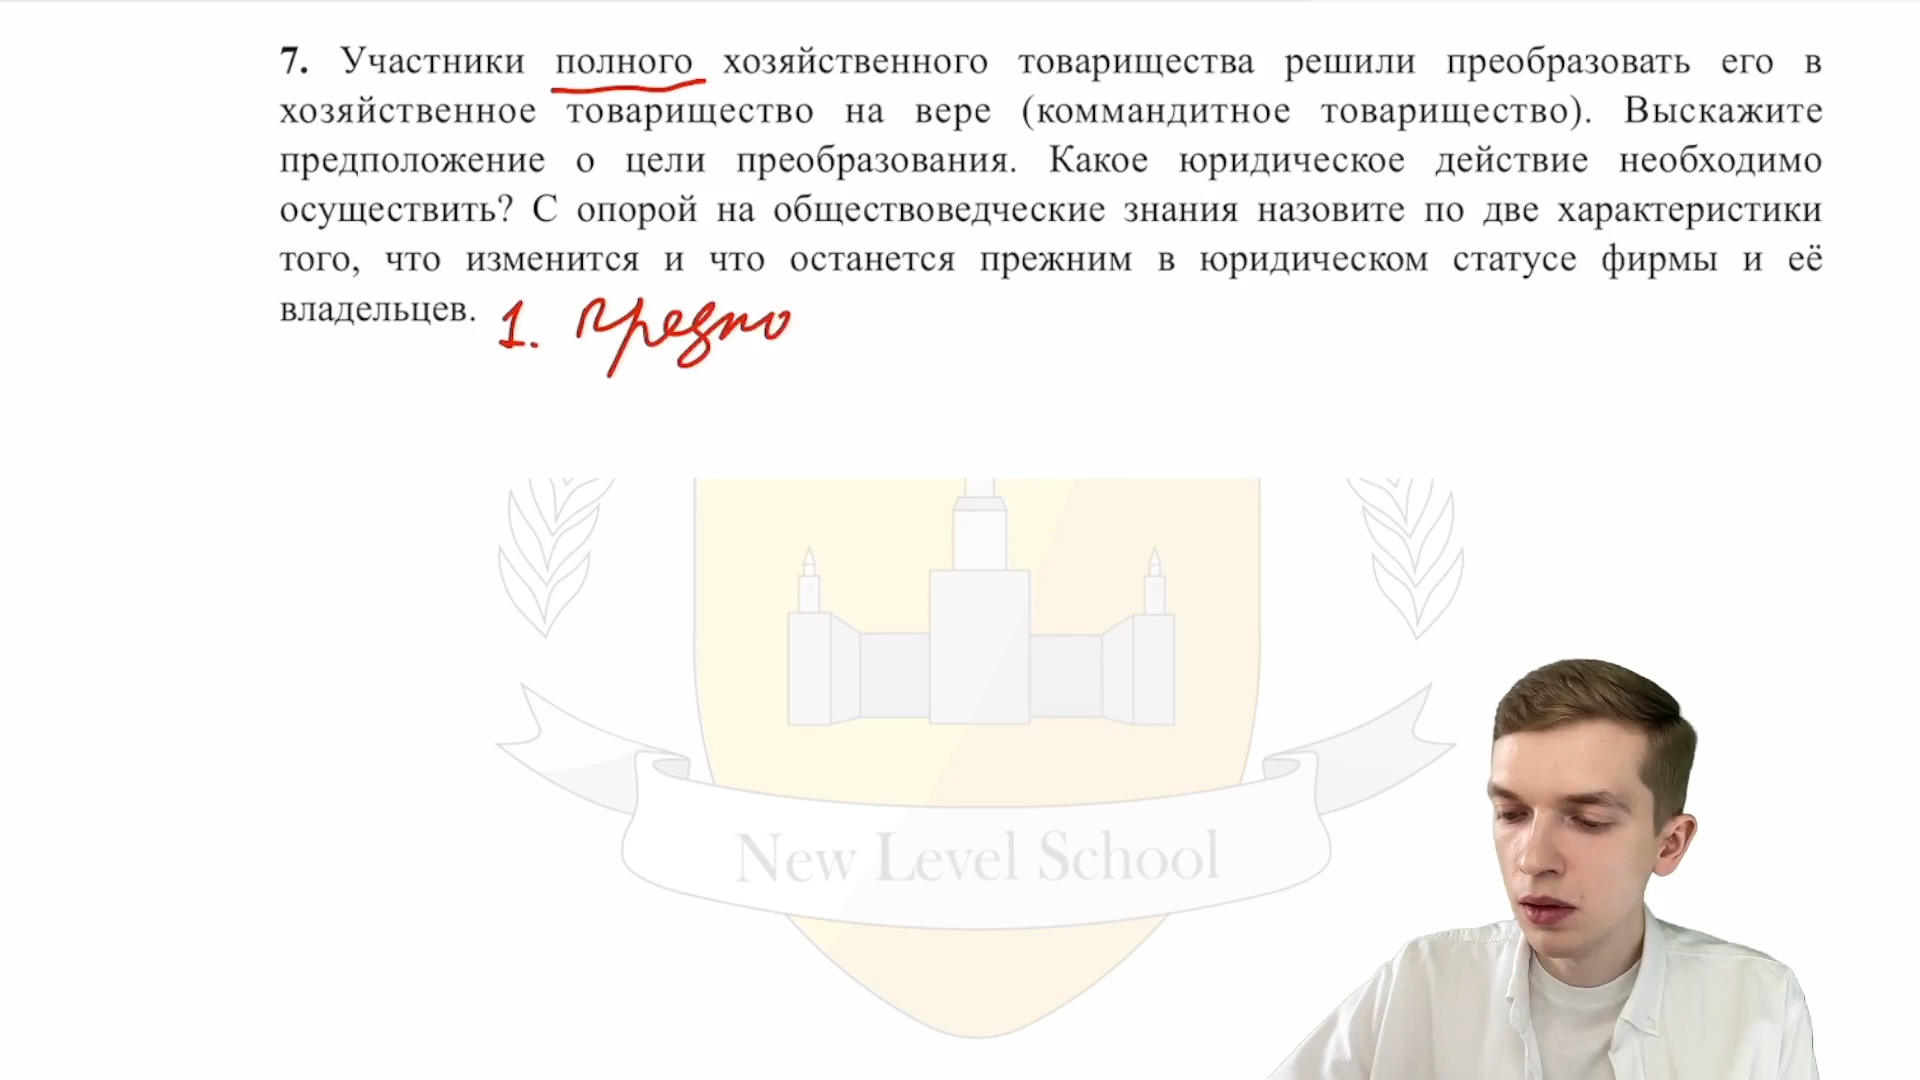 7. Участники полного хозяйственного товарищества решили преобразовать его в
хозяйственное товарищество на вере (коммандитное товарищество). Выскажите
предположение о цели преобразования. Какое юридическое действие необходимо
осуществить? С опорой на обществоведческие знания назовите по две характеристики
того, что изменится и что останется прежним в юридическом статусе фирмы и её
владельцев.
1. предпо
New Level School